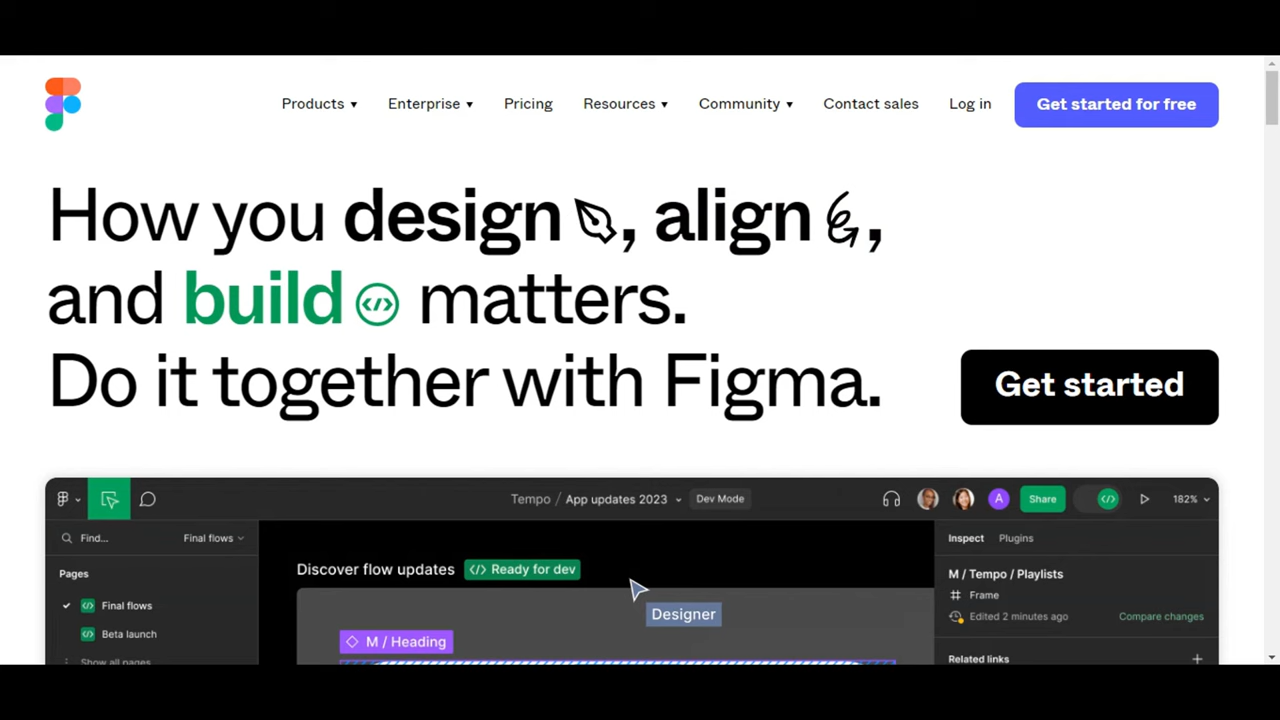 Products Enterprise Pricing Resources Community Contact sales Log in Get started for free
How you design, align,
and build matters.
Do it together with Figma.
Get started
Tempo / App updates 2023 Dev Mode A Share 182%
Find... Final flows
Pages
Final flows
Beta launch
Show all pages
Discover flow updates </> Ready for dev
Designer
M / Heading
Inspect Plugins
M / Tempo / Playlists
Frame
Edited 2 minutes ago Compare changes
Related links